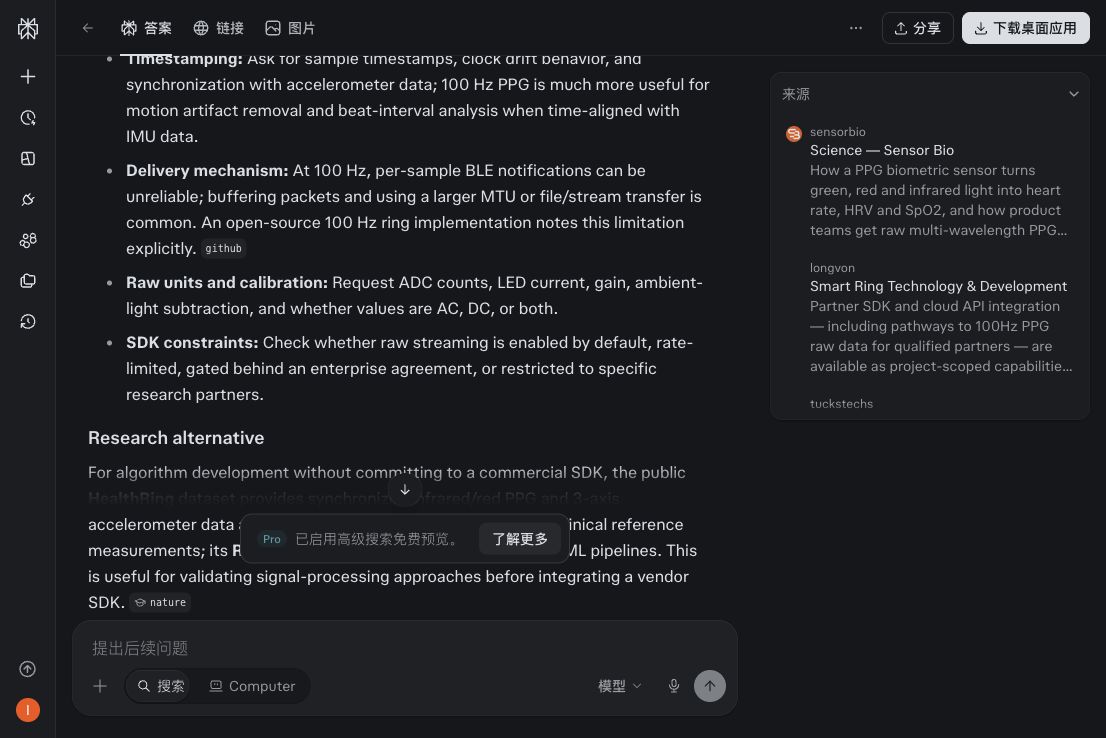 答案
链接
图片
分享
下载桌面应用
Timestamping: Ask for sample timestamps, clock drift behavior, and
synchronization with accelerometer data; 100 Hz PPG is much more useful for
motion artifact removal and beat-interval analysis when time-aligned with
IMU data.
Delivery mechanism: At 100 Hz, per-sample BLE notifications can be
unreliable; buffering packets and using a larger MTU or file/stream transfer is
common. An open-source 100 Hz ring implementation notes this limitation
explicitly. github
Raw units and calibration: Request ADC counts, LED current, gain, ambient-
light subtraction, and whether values are AC, DC, or both.
SDK constraints: Check whether raw streaming is enabled by default, rate-
limited, gated behind an enterprise agreement, or restricted to specific
research partners.
Research alternative
For algorithm development without committing to a commercial SDK, the public
HealthRing dataset provides synchronized infrared/red PPG and 3-axis
accelerometer data inical reference
measurements; its ML pipelines. This
is useful for validating signal-processing approaches before integrating a vendor
SDK. nature
Pro 已启用高级搜索免费预览。 了解更多
提出后续问题
搜索
Computer
模型
I
来源
sensorbio
Science — Sensor Bio
How a PPG biometric sensor turns
green, red and infrared light into heart
rate, HRV and SpO2, and how product
teams get raw multi-wavelength PPG...
longvon
Smart Ring Technology & Development
Partner SDK and cloud API integration
— including pathways to 100Hz PPG
raw data for qualified partners — are
available as project-scoped capabilitie...
tuckstechs